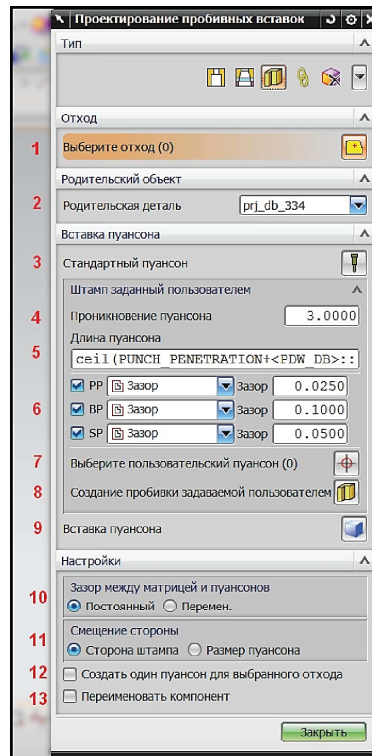 Проектирование пробивных вставок
Тип
Отход
1 Выберите отход (0)
Родительский объект
2 Родительская деталь prj_db_334
Вставка пуансона
3 Стандартный пуансон
Штамп заданный пользователем
4 Проникновение пуансона 3.0000
Длина пуансона
5 ceil(PUNCH_PENETRATION+<PDW_DB>::
PP Зазор Зазор 0.0250
6 BP Зазор Зазор 0.1000
SP Зазор Зазор 0.0500
7 Выберите пользовательский пуансон (0)
8 Создание пробивки задаваемой пользователем
9 Вставка пуансона
Настройки
Зазор между матрицей и пуансонов
10 Постоянный Перемен.
Смещение стороны
11 Сторона штампа Размер пуансона
12 Создать один пуансон для выбранного отхода
13 Переименовать компонент
Закрыть